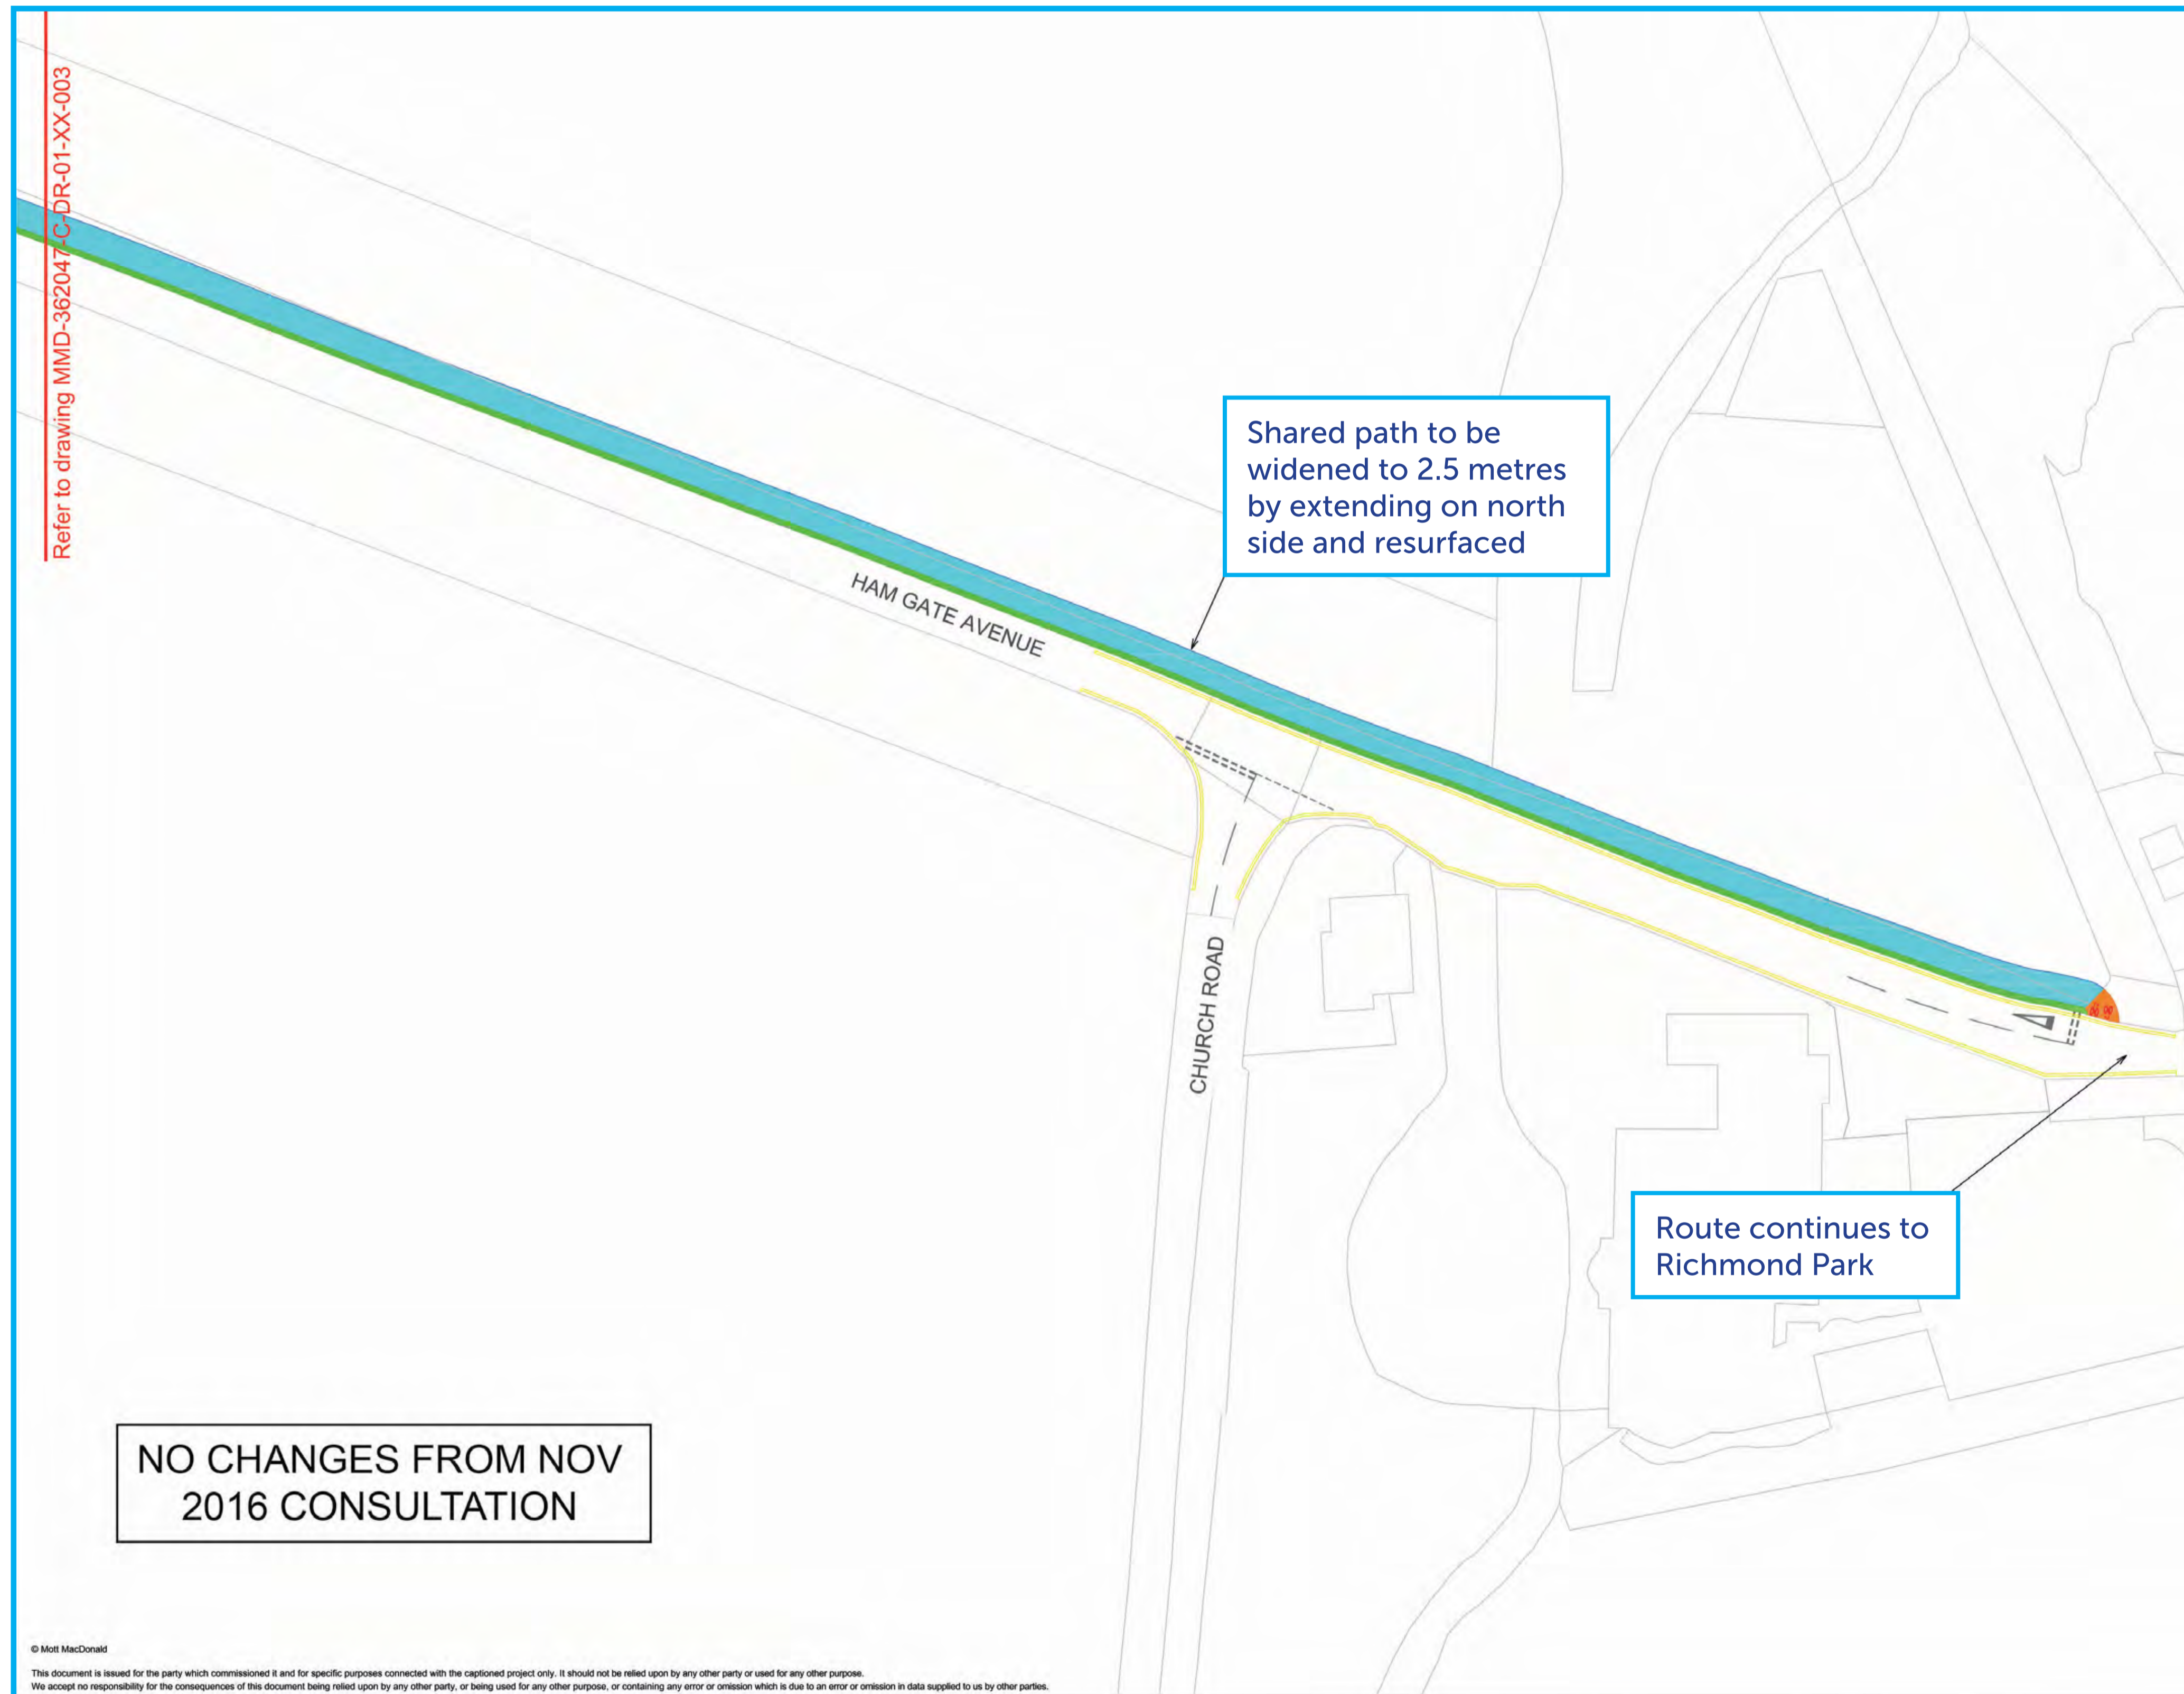 Refer to drawing MMD-362047-C-DR-01-XX-003
Shared path to be
widened to 2.5 metres
by extending on north
side and resurfaced
HAM GATE AVENUE
CHURCH ROAD
Route continues to
Richmond Park
NO CHANGES FROM NOV
2016 CONSULTATION
© Mott MacDonald
This document is issued for the party which commissioned it and for specific purposes connected with the captioned project only. It should not be relied upon by any other party or used for any other purpose.
We accept no responsibility for the consequences of this document being relied upon by any other party, or being used for any other purpose, or containing any error or omission which is due to an error or omission in data supplied to us by other parties.